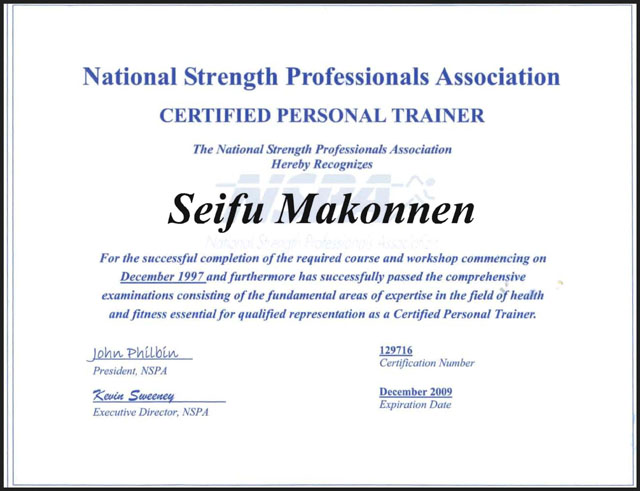 National Strength Professionals Association
CERTIFIED PERSONAL TRAINER
The National Strength Professionals Association
Hereby Recognizes
NSPA
Seifu Makonnen
National Strength Professionals Association
For the successful completion of the required course and workshop commencing on
December 1997 and furthermore has successfully passed the comprehensive
examinations consisting of the fundamental areas of expertise in the field of health
and fitness essential for qualified representation as a Certified Personal Trainer.
John Philbin
President, NSPA
Kevin Sweeney
Executive Director, NSPA
129716
Certification Number
December 2009
Expiration Date